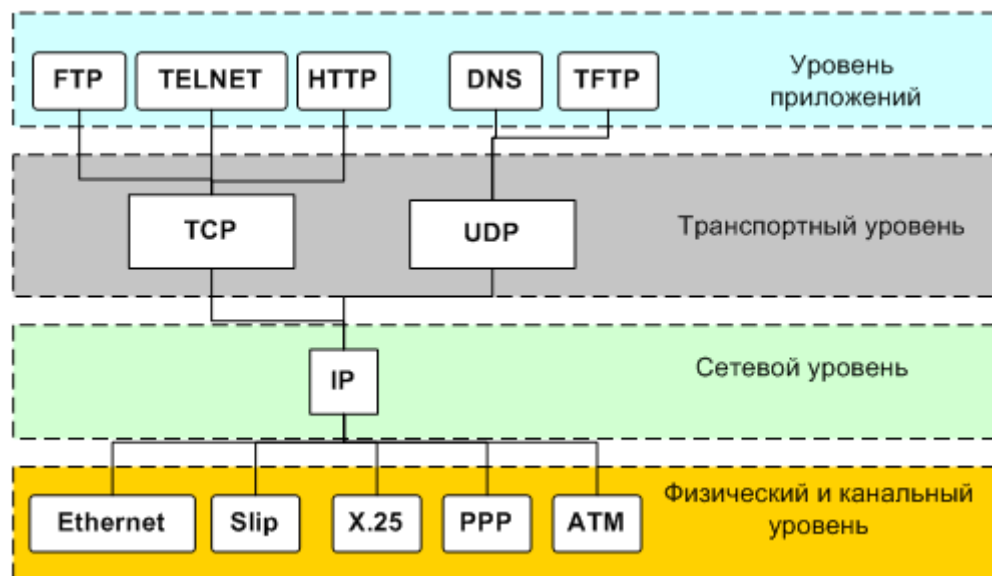 FTP TELNET HTTP DNS TFTP
Уровень
приложений
TCP UDP
Транспортный уровень
IP
Сетевой уровень
Физический и канальный
уровень
Ethernet Slip X.25 PPP ATM